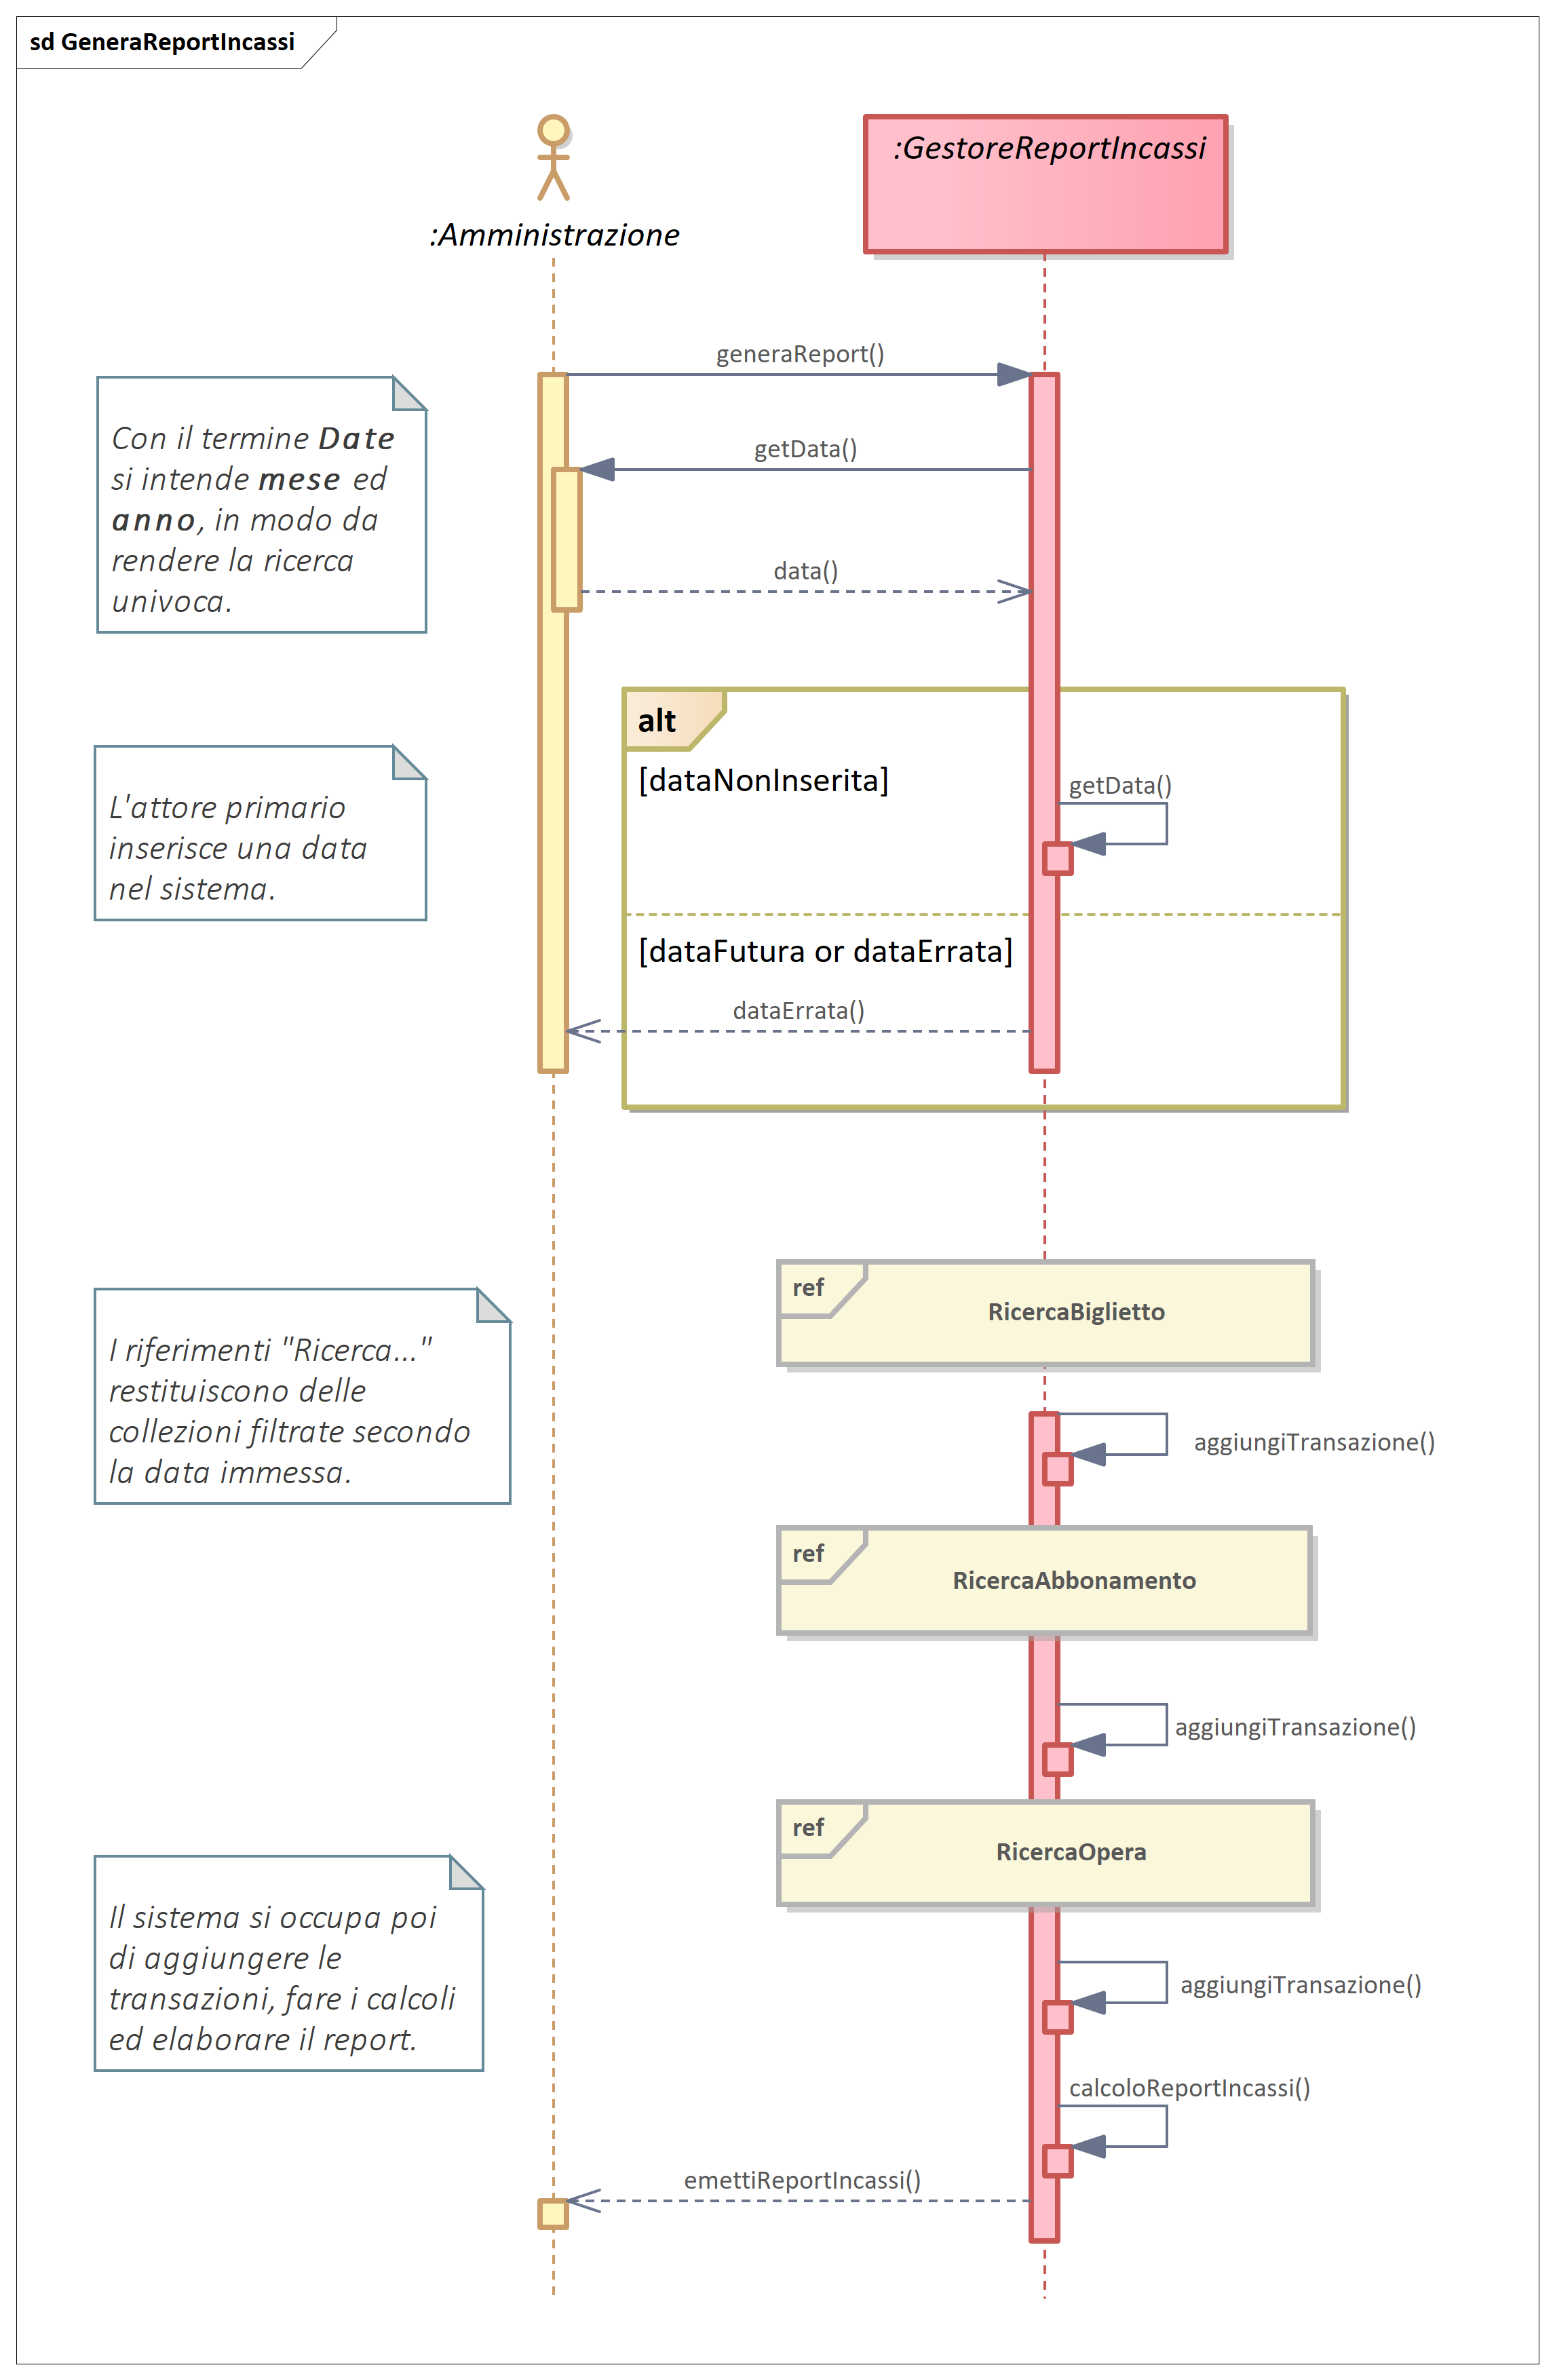 sd GeneraReportIncassi
:GestoreReportIncassi
:Amministrazione
generaReport()
Con il termine Date
si intende mese ed
anno, in modo da
rendere la ricerca
univoca.
getData()
data()
alt
[dataNonInserita]
getData()
L'attore primario
inserisce una data
nel sistema.
[dataFutura or dataErrata]
dataErrata()
ref
RicercaBiglietto
I riferimenti "Ricerca..."
restituiscono delle
collezioni filtrate secondo
la data immessa.
aggiungiTransazione()
ref
RicercaAbbonamento
aggiungiTransazione()
ref
RicercaOpera
Il sistema si occupa poi
di aggiungere le
transazioni, fare i calcoli
ed elaborare il report.
aggiungiTransazione()
calcoloReportIncassi()
emettiReportIncassi()